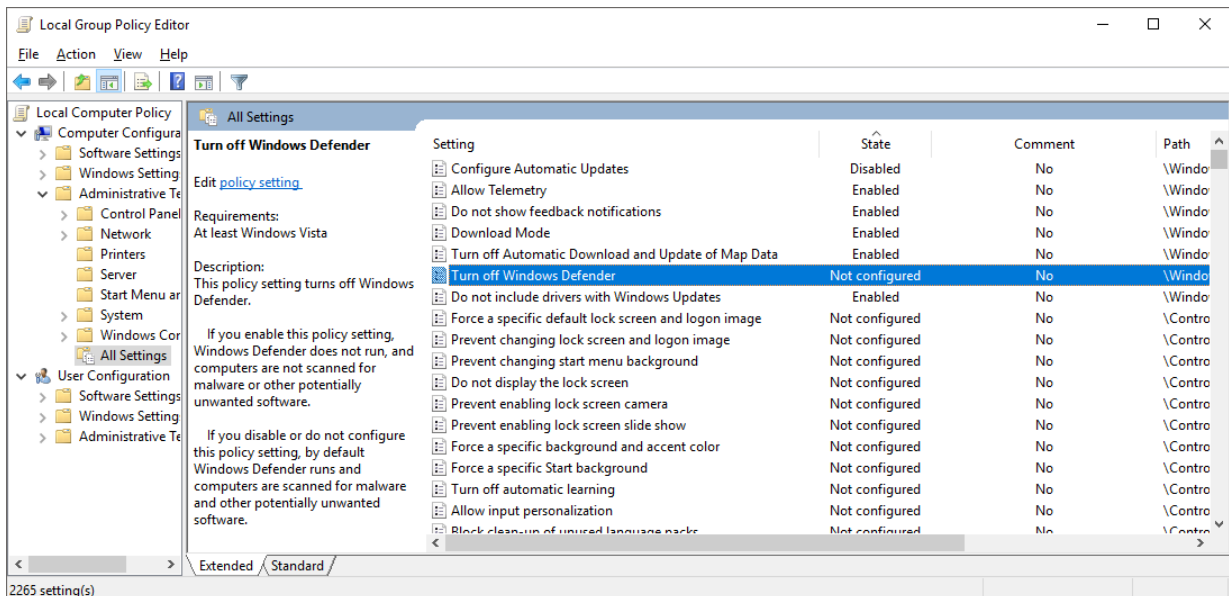 Local Group Policy Editor
File Action View Help
Local Computer Policy
Computer Configura
Software Settings
Windows Setting
Administrative Te
Control Panel
Network
Printers
Server
Start Menu ar
System
Windows Cor
All Settings
User Configuration
Software Settings
Windows Setting
Administrative Te
All Settings
Turn off Windows Defender
Edit policy setting
Requirements:
At least Windows Vista
Description:
This policy setting turns off Windows
Defender.
If you enable this policy setting,
Windows Defender does not run, and
computers are not scanned for
malware or other potentially
unwanted software.
If you disable or do not configure
this policy setting, by default
Windows Defender runs and
computers are scanned for malware
and other potentially unwanted
software.
Setting State Comment Path
Configure Automatic Updates Disabled No \Windo
Allow Telemetry Enabled No \Windo
Do not show feedback notifications Enabled No \Windo
Download Mode Enabled No \Windo
Turn off Automatic Download and Update of Map Data Enabled No \Windo
Turn off Windows Defender Not configured No \Windo
Do not include drivers with Windows Updates Enabled No \Windo
Force a specific default lock screen and logon image Not configured No \Contro
Prevent changing lock screen and logon image Not configured No \Contro
Prevent changing start menu background Not configured No \Contro
Do not display the lock screen Not configured No \Contro
Prevent enabling lock screen camera Not configured No \Contro
Prevent enabling lock screen slide show Not configured No \Contro
Force a specific background and accent color Not configured No \Contro
Force a specific Start background Not configured No \Contro
Turn off automatic learning Not configured No \Contro
Allow input personalization Not configured No \Contro
Block clean-up of unused language packs Not configured No \Contro
Extended Standard
2265 setting(s)